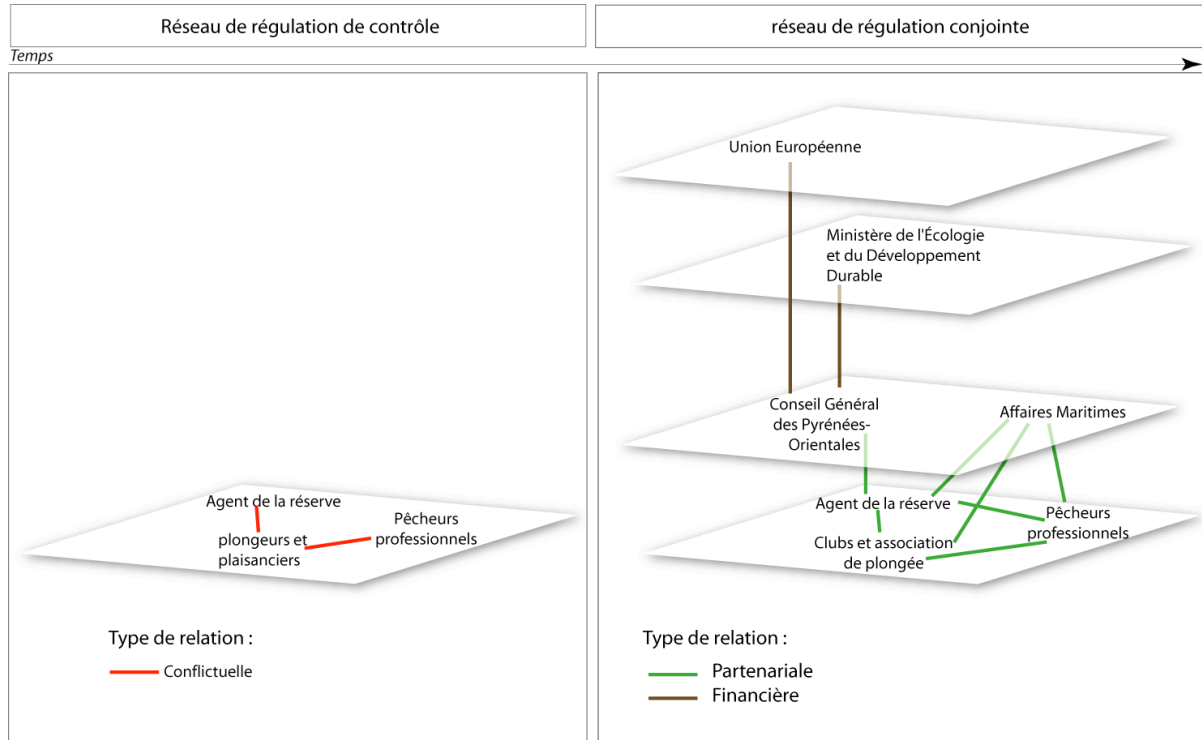 Réseau de régulation de contrôle
réseau de régulation conjointe
Temps
Agent de la réserve
plongeurs et
plaisanciers
Pêcheurs
professionnels
Type de relation :
Conflictuelle
Union Européenne
Ministère de l'Écologie
et du Développement
Durable
Conseil Général
des Pyrénées-
Orientales
Affaires Maritimes
Agent de la réserve
Pêcheurs
professionnels
Clubs et association
de plongée
Type de relation :
Partenariale
Financière